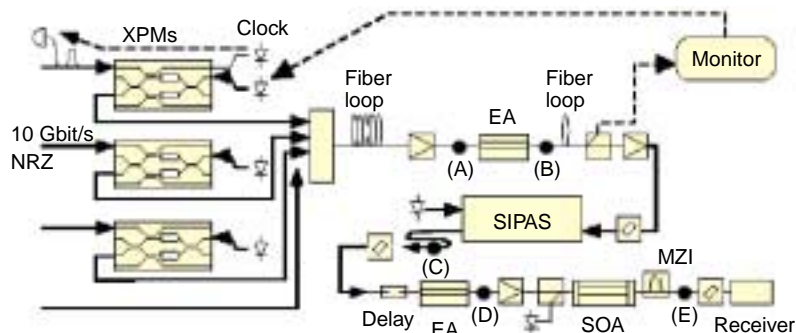 XPMs
Clock
Monitor
Fiber
loop
Fiber
loop
EA
10 Gbit/s
NRZ
(A)
(B)
SIPAS
(C)
MZI
(D)
(E)
Delay
EA
SOA
Receiver